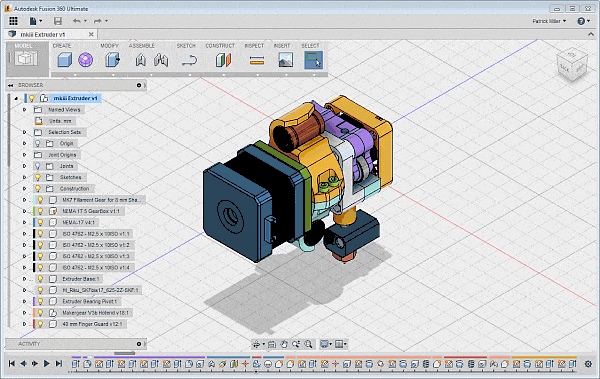 Autodesk Fusion 360 Ultimate
Patrick Miller
mkiii Extruder v1
MODEL
CREATE
MODIFY
ASSEMBLE
SKETCH
CONSTRUCT
INSPECT
INSERT
SELECT
BROWSER
mkiii Extruder v1
Named Views
Units: mm
Selection Sets
Origin
Joint Origins
Joints
Sketches
Construction
MK7 Filament Gear for 8 mm Sha...
NEMA 17.5 GearBox v1:1
NEMA-17 v4:1
ISO 4762 - M2,5 x 10ISO v1:1
ISO 4762 - M2,5 x 10ISO v1:2
ISO 4762 - M2,5 x 10ISO v1:3
ISO 4762 - M2,5 x 10ISO v1:4
Extruder Base:1
Extruder Bearing Pivot:1
Makergear V3b Hotend v18:1
40 mm Finger Guard v12:1
ACTIVITY
BACK